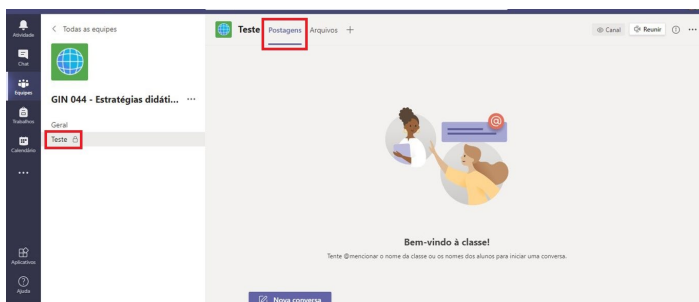 Atividade
Chat
Equipes
Trabalhos
Calendário
Aplicativos
Ajuda
Todas as equipes
GIN 044 - Estratégias didáti...
Geral
Teste
Teste Postagens Arquivos
Canal Reunir
@
Bem-vindo à classe!
Tente @mencionar o nome da classe ou os nomes dos alunos para iniciar uma conversa.
Nova conversa